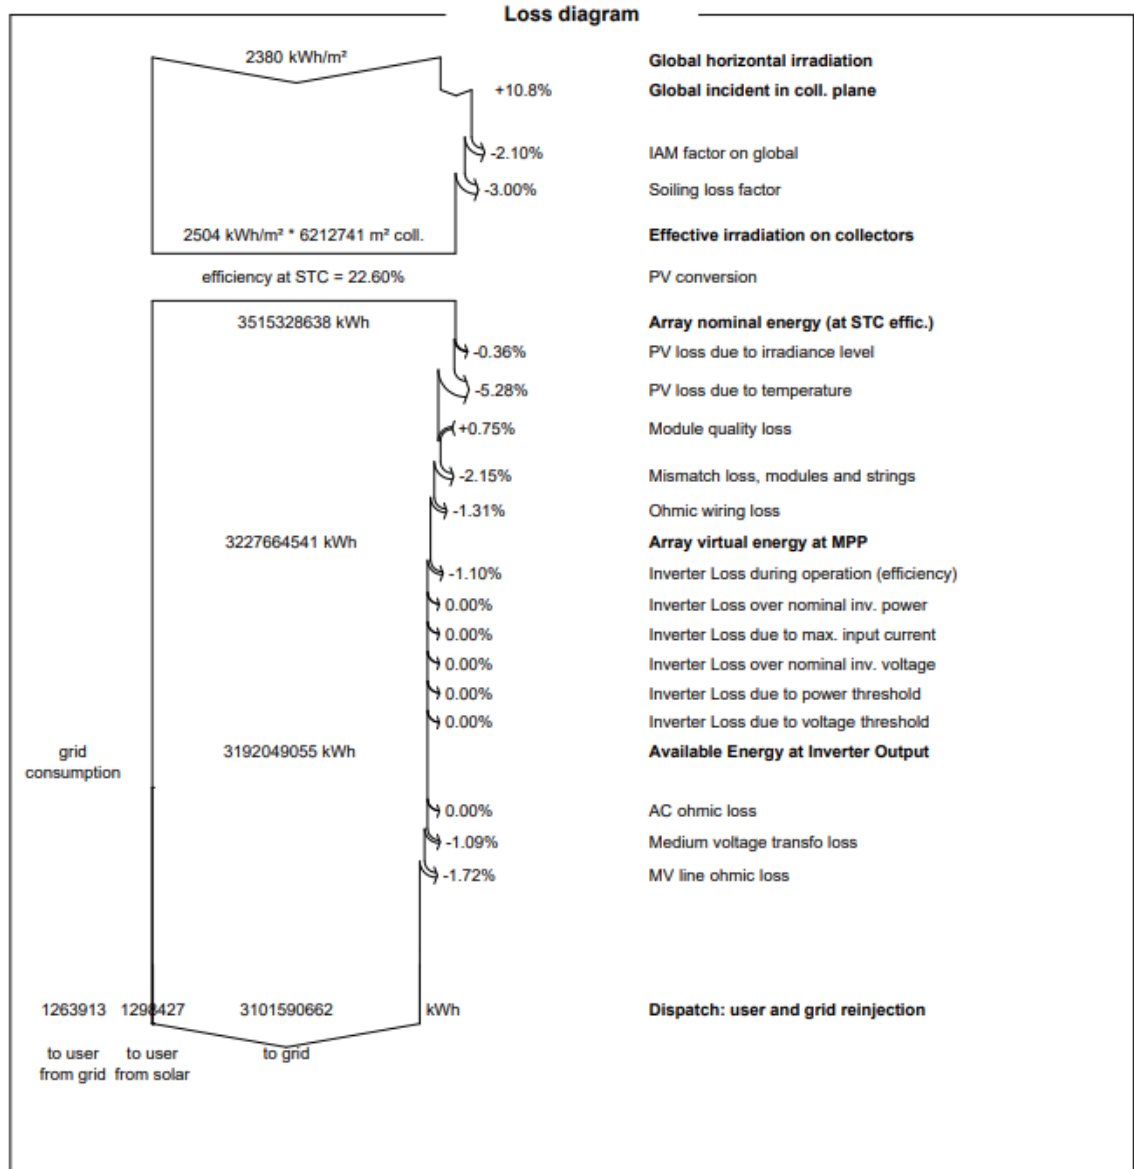 Loss diagram
2380 kWh/m²
Global horizontal irradiation
+10.8%
Global incident in coll. plane
-2.10%
IAM factor on global
-3.00%
Soiling loss factor
2504 kWh/m² * 6212741 m² coll.
Effective irradiation on collectors
efficiency at STC = 22.60%
PV conversion
3515328638 kWh
Array nominal energy (at STC effic.)
-0.36%
PV loss due to irradiance level
-5.28%
PV loss due to temperature
+0.75%
Module quality loss
-2.15%
Mismatch loss, modules and strings
-1.31%
Ohmic wiring loss
3227664541 kWh
Array virtual energy at MPP
-1.10%
Inverter Loss during operation (efficiency)
0.00%
Inverter Loss over nominal inv. power
0.00%
Inverter Loss due to max. input current
0.00%
Inverter Loss over nominal inv. voltage
0.00%
Inverter Loss due to power threshold
0.00%
Inverter Loss due to voltage threshold
grid
consumption
3192049055 kWh
Available Energy at Inverter Output
0.00%
AC ohmic loss
-1.09%
Medium voltage transfo loss
-1.72%
MV line ohmic loss
1263913
1298427
3101590662
kWh
Dispatch: user and grid reinjection
to user
from grid
to user
from solar
to grid